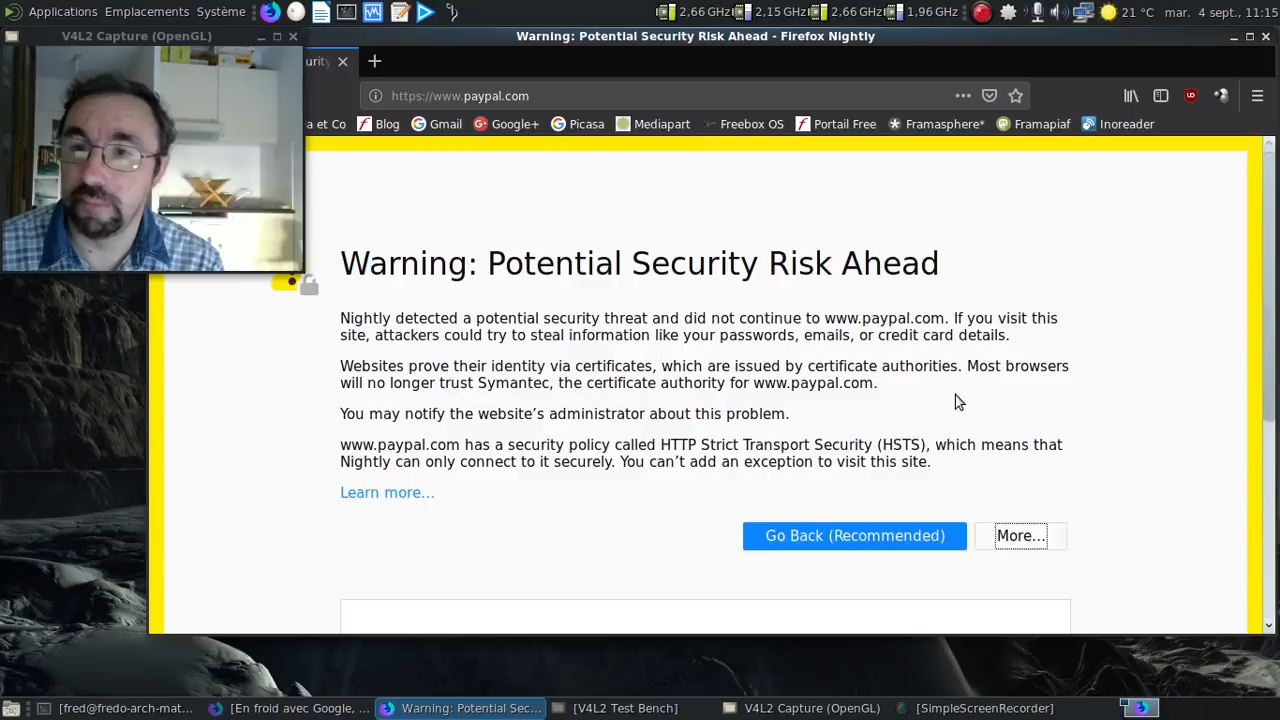 Applications Emplacements Système 2,66 GHz 2,15 GHz 2,66 GHz 1,96 GHz 21 °C mar. 4 sept., 11:15
V4L2 Capture (OpenGL)
Warning: Potential Security Risk Ahead - Firefox Nightly
urity
https://www.paypal.com
a et Co Blog Gmail Google+ Picasa Mediapart Freebox OS Portail Free Framasphere* Framapiaf Inoreader
Warning: Potential Security Risk Ahead
Nightly detected a potential security threat and did not continue to www.paypal.com. If you visit this
site, attackers could try to steal information like your passwords, emails, or credit card details.
Websites prove their identity via certificates, which are issued by certificate authorities. Most browsers
will no longer trust Symantec, the certificate authority for www.paypal.com.
You may notify the website’s administrator about this problem.
www.paypal.com has a security policy called HTTP Strict Transport Security (HSTS), which means that
Nightly can only connect to it securely. You can’t add an exception to visit this site.
Learn more…
Go Back (Recommended) More…
[fred@fredo-arch-mat... [En froid avec Google, ... Warning: Potential Sec... [V4L2 Test Bench] V4L2 Capture (OpenGL) [SimpleScreenRecorder]